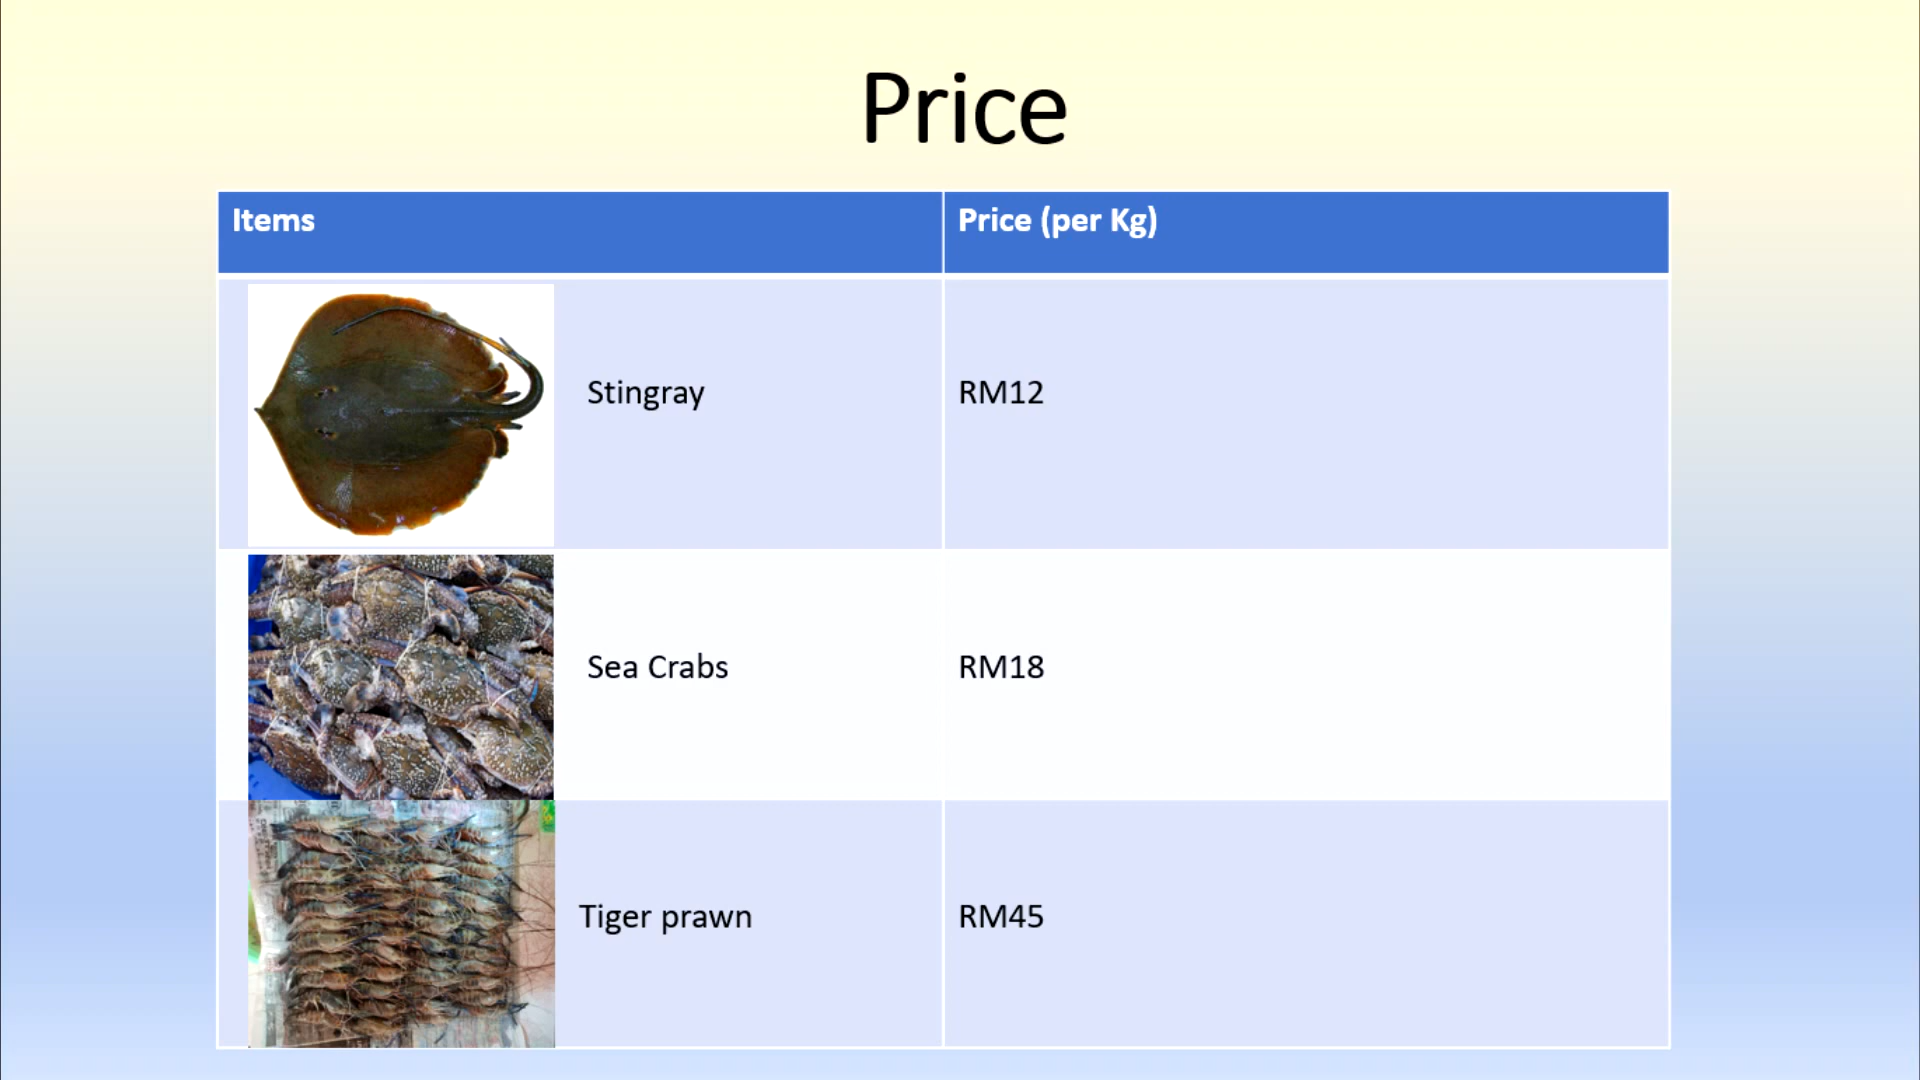 Price
Items
Price (per Kg)
Stingray
RM12
Sea Crabs
RM18
Tiger prawn
RM45